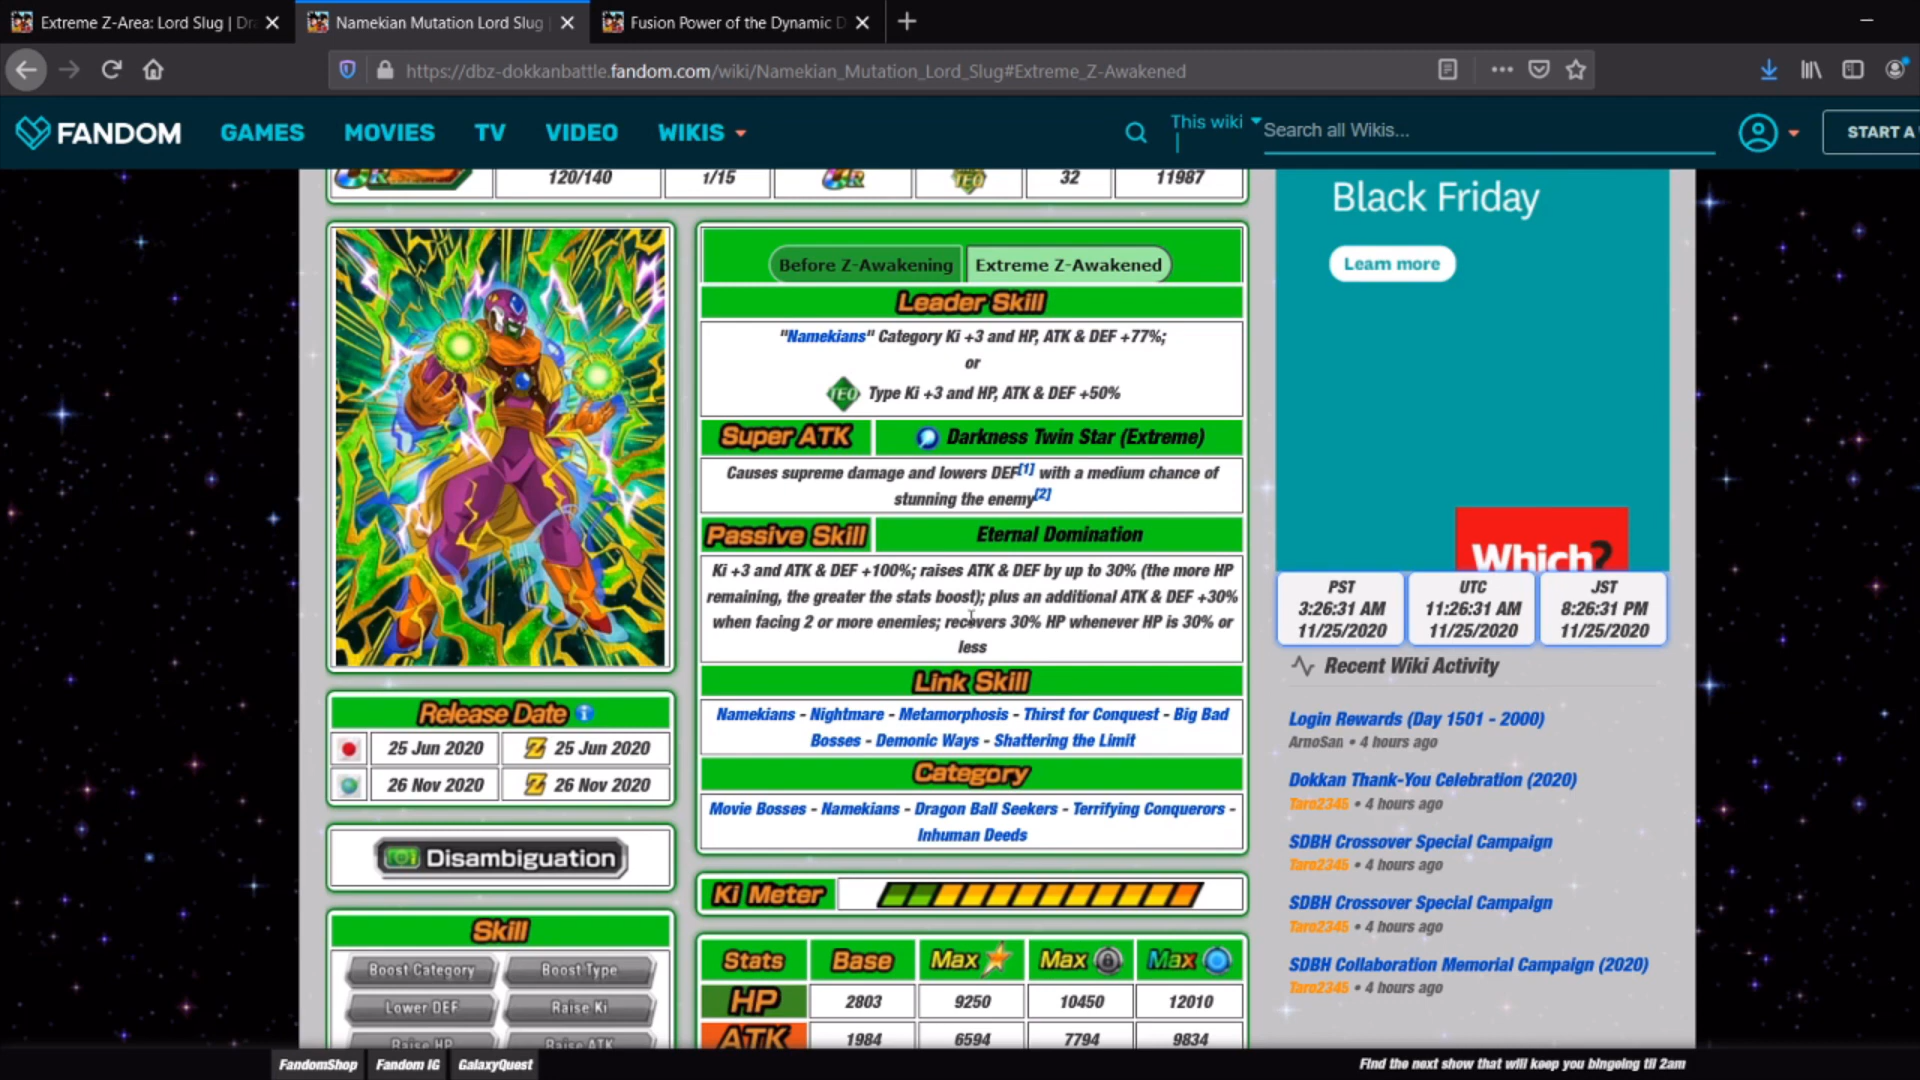 Extreme Z-Area: Lord Slug | Dr
Namekian Mutation Lord Slug |
Fusion Power of the Dynamic D
https://dbz-dokkanbattle.fandom.com/wiki/Namekian_Mutation_Lord_Slug#Extreme_Z-Awakened
FANDOM
GAMES
MOVIES
TV
VIDEO
WIKIS
This wiki
Search all Wikis...
START A
120/140
1/15
TEQ
32
11987
Before Z-Awakening
Extreme Z-Awakened
Leader Skill
"Namekians" Category Ki +3 and HP, ATK & DEF +77%;
or
TEQ Type Ki +3 and HP, ATK & DEF +50%
Super ATK
Darkness Twin Star (Extreme)
Causes supreme damage and lowers DEF[1] with a medium chance of
stunning the enemy[2]
Passive Skill
Eternal Domination
Ki +3 and ATK & DEF +100%; raises ATK & DEF by up to 30% (the more HP
remaining, the greater the stats boost); plus an additional ATK & DEF +30%
when facing 2 or more enemies; recovers 30% HP whenever HP is 30% or
less
Link Skill
Namekians - Nightmare - Metamorphosis - Thirst for Conquest - Big Bad
Bosses - Demonic Ways - Shattering the Limit
Category
Movie Bosses - Namekians - Dragon Ball Seekers - Terrifying Conquerors -
Inhuman Deeds
Ki Meter
Stats
Base
Max
Max
Max
HP
2803
9250
10450
12010
ATK
1984
6594
7794
9834
Release Date
25 Jun 2020
Z 25 Jun 2020
26 Nov 2020
Z 26 Nov 2020
Disambiguation
Skill
Boost Category
Boost Type
Lower DEF
Raise Ki
Raise HP
Raise ATK
Black Friday
Learn more
Which?
PST
3:26:31 AM
11/25/2020
UTC
11:26:31 AM
11/25/2020
JST
8:26:31 PM
11/25/2020
Recent Wiki Activity
Login Rewards (Day 1501 - 2000)
ArnoSan • 4 hours ago
Dokkan Thank-You Celebration (2020)
Taro2345 • 4 hours ago
SDBH Crossover Special Campaign
Taro2345 • 4 hours ago
SDBH Crossover Special Campaign
Taro2345 • 4 hours ago
SDBH Collaboration Memorial Campaign (2020)
Taro2345 • 4 hours ago
FandomShop
Fandom IG
GalaxyQuest
Find the next show that will keep you bingeing til 2am